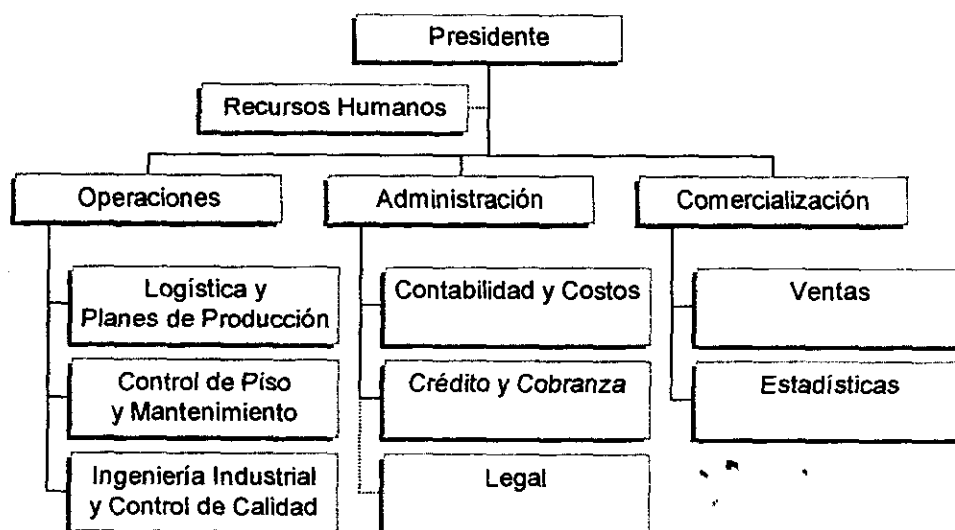 Presidente
Recursos Humanos
Operaciones
Administración
Comercialización
Logística y
Planes de Producción
Control de Piso
y Mantenimiento
Ingeniería Industrial
y Control de Calidad
Contabilidad y Costos
Crédito y Cobranza
Legal
Ventas
Estadísticas